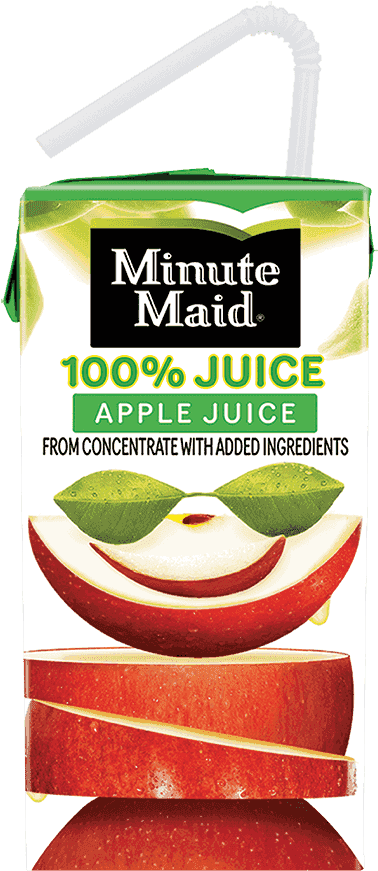 Minute
Maid®
100% JUICE
APPLE JUICE
FROM CONCENTRATE WITH ADDED INGREDIENTS